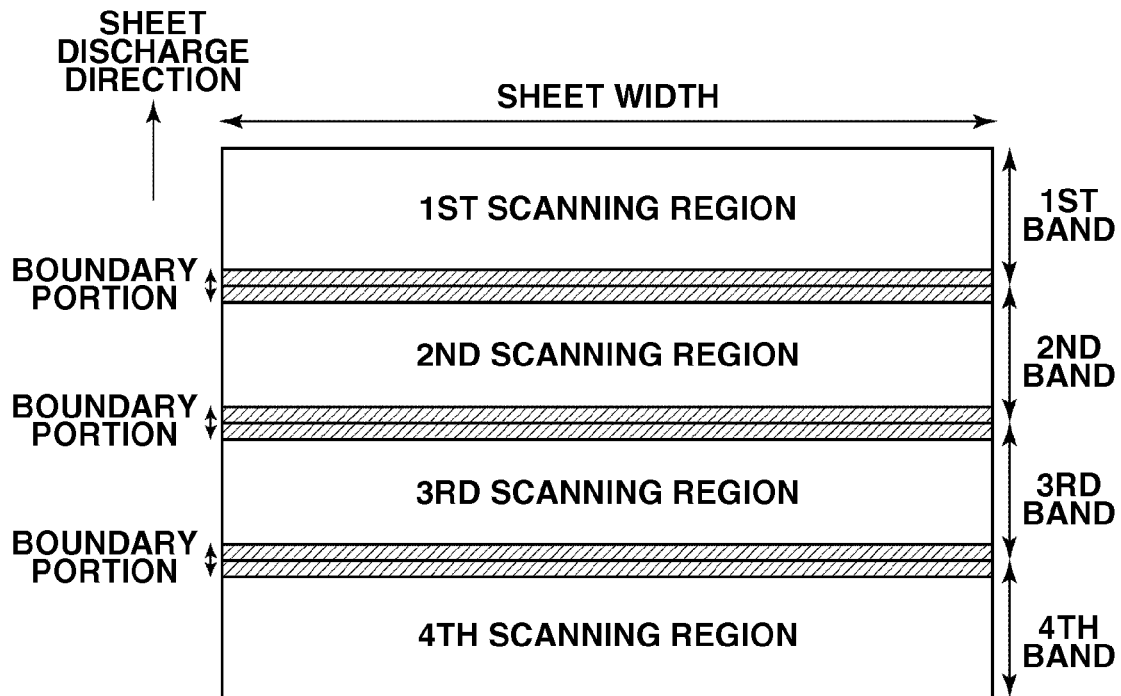 SHEET
DISCHARGE
DIRECTION
SHEET WIDTH
1ST SCANNING REGION
1ST
BAND
BOUNDARY
PORTION
2ND SCANNING REGION
2ND
BAND
BOUNDARY
PORTION
3RD SCANNING REGION
3RD
BAND
BOUNDARY
PORTION
4TH SCANNING REGION
4TH
BAND